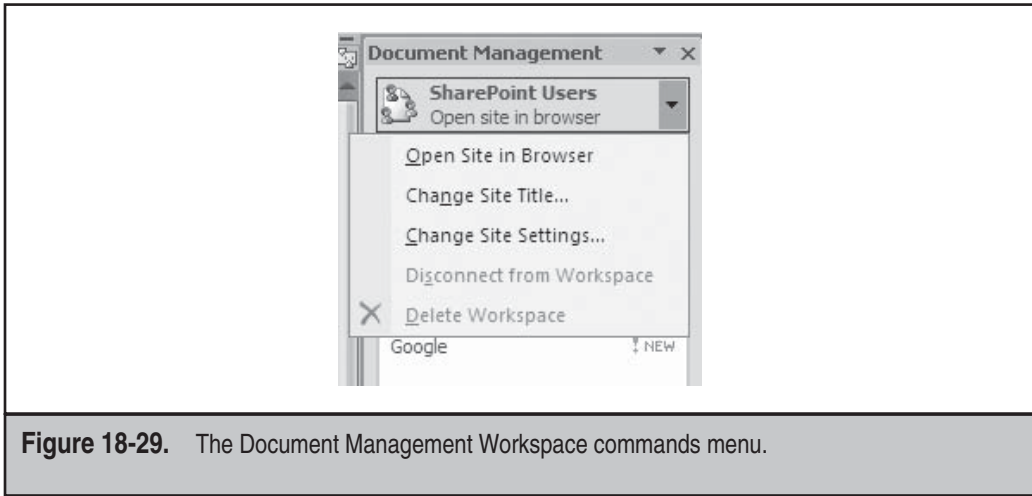 Document Management
SharePoint Users
Open site in browser
Open Site in Browser
Change Site Title...
Change Site Settings...
Disconnect from Workspace
Delete Workspace
Google ! NEW
Figure 18-29. The Document Management Workspace commands menu.